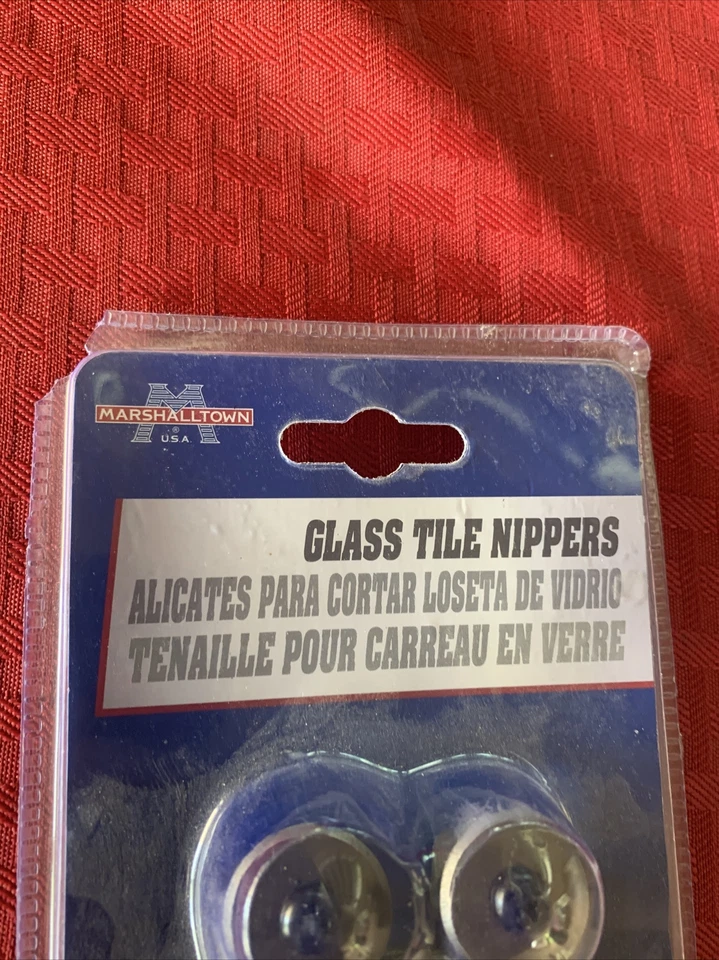 MARSHALLTOWN
®
U.S.A.
GLASS TILE NIPPERS
ALICATES PARA CORTAR LOSETA DE VIDRIO
TENAILLE POUR CARREAU EN VERRE